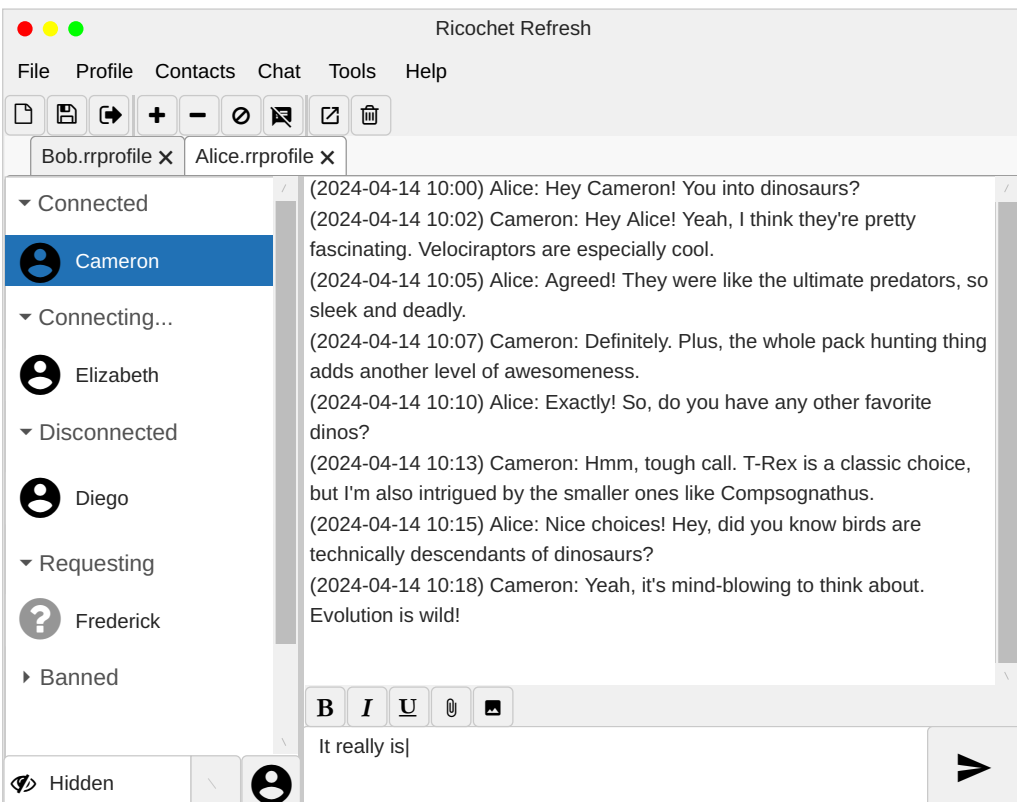 Ricochet Refresh
File Profile Contacts Chat Tools Help
Bob.rrprofile Alice.rrprofile
Connected
Cameron
Connecting...
Elizabeth
Disconnected
Diego
Requesting
Frederick
Banned
Hidden
(2024-04-14 10:00) Alice: Hey Cameron! You into dinosaurs?
(2024-04-14 10:02) Cameron: Hey Alice! Yeah, I think they're pretty
fascinating. Velociraptors are especially cool.
(2024-04-14 10:05) Alice: Agreed! They were like the ultimate predators, so
sleek and deadly.
(2024-04-14 10:07) Cameron: Definitely. Plus, the whole pack hunting thing
adds another level of awesomeness.
(2024-04-14 10:10) Alice: Exactly! So, do you have any other favorite
dinos?
(2024-04-14 10:13) Cameron: Hmm, tough call. T-Rex is a classic choice,
but I'm also intrigued by the smaller ones like Compsognathus.
(2024-04-14 10:15) Alice: Nice choices! Hey, did you know birds are
technically descendants of dinosaurs?
(2024-04-14 10:18) Cameron: Yeah, it's mind-blowing to think about.
Evolution is wild!
B I U
It really is